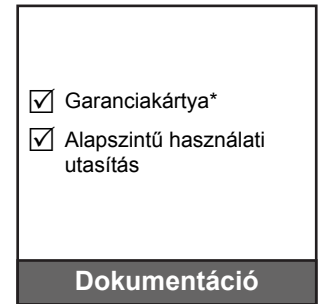 ☑ Garanciakártya*
☑ Alapszintű használati
utasítás
Dokumentáció